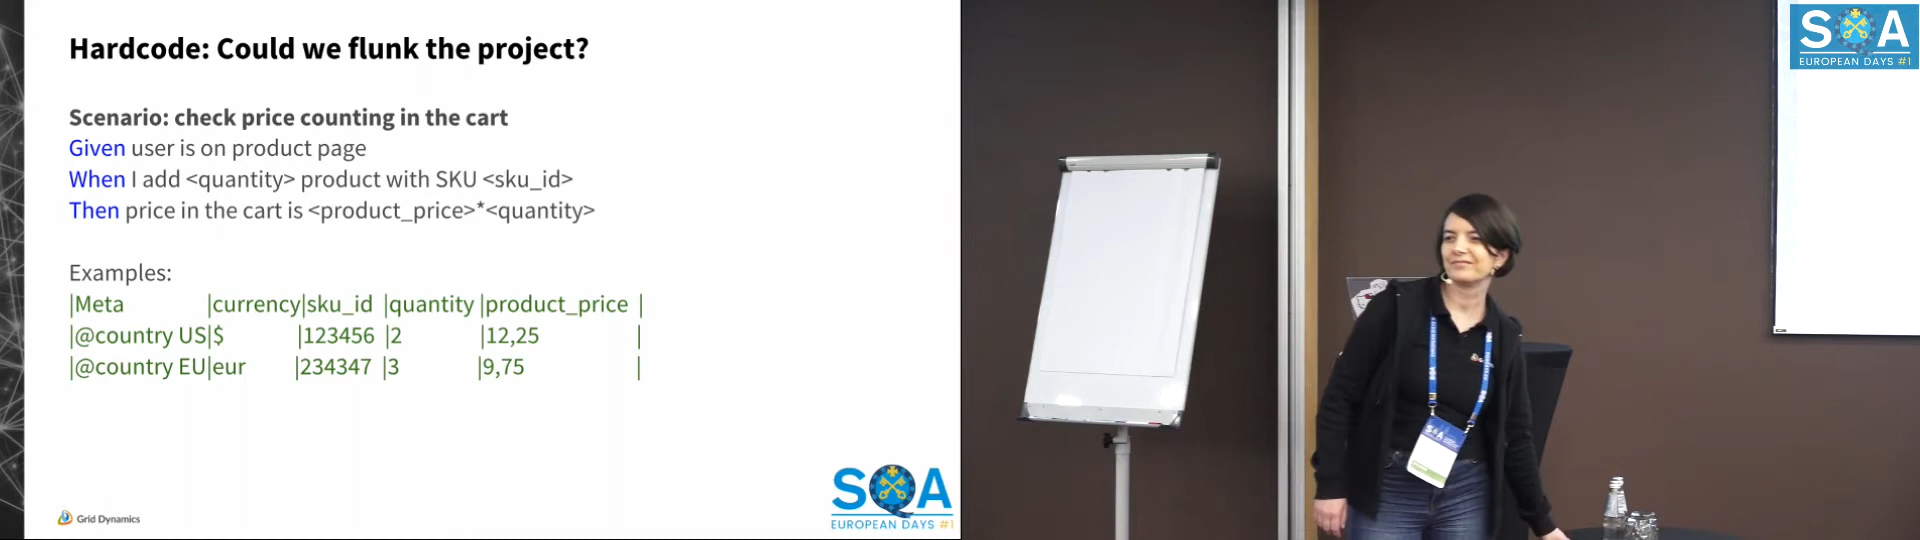 Hardcode: Could we flunk the project?
Scenario: check price counting in the cart
Given user is on product page
When I add <quantity> product with SKU <sku_id>
Then price in the cart is <product_price>*<quantity>
Examples:
|Meta |currency|sku_id |quantity |product_price |
|@country US|$ |123456 |2 |12,25 |
|@country EU|eur |234347 |3 |9,75 |
Grid Dynamics
SQA
EUROPEAN DAYS #1
SQA
EUROPEAN DAYS #1
SQA